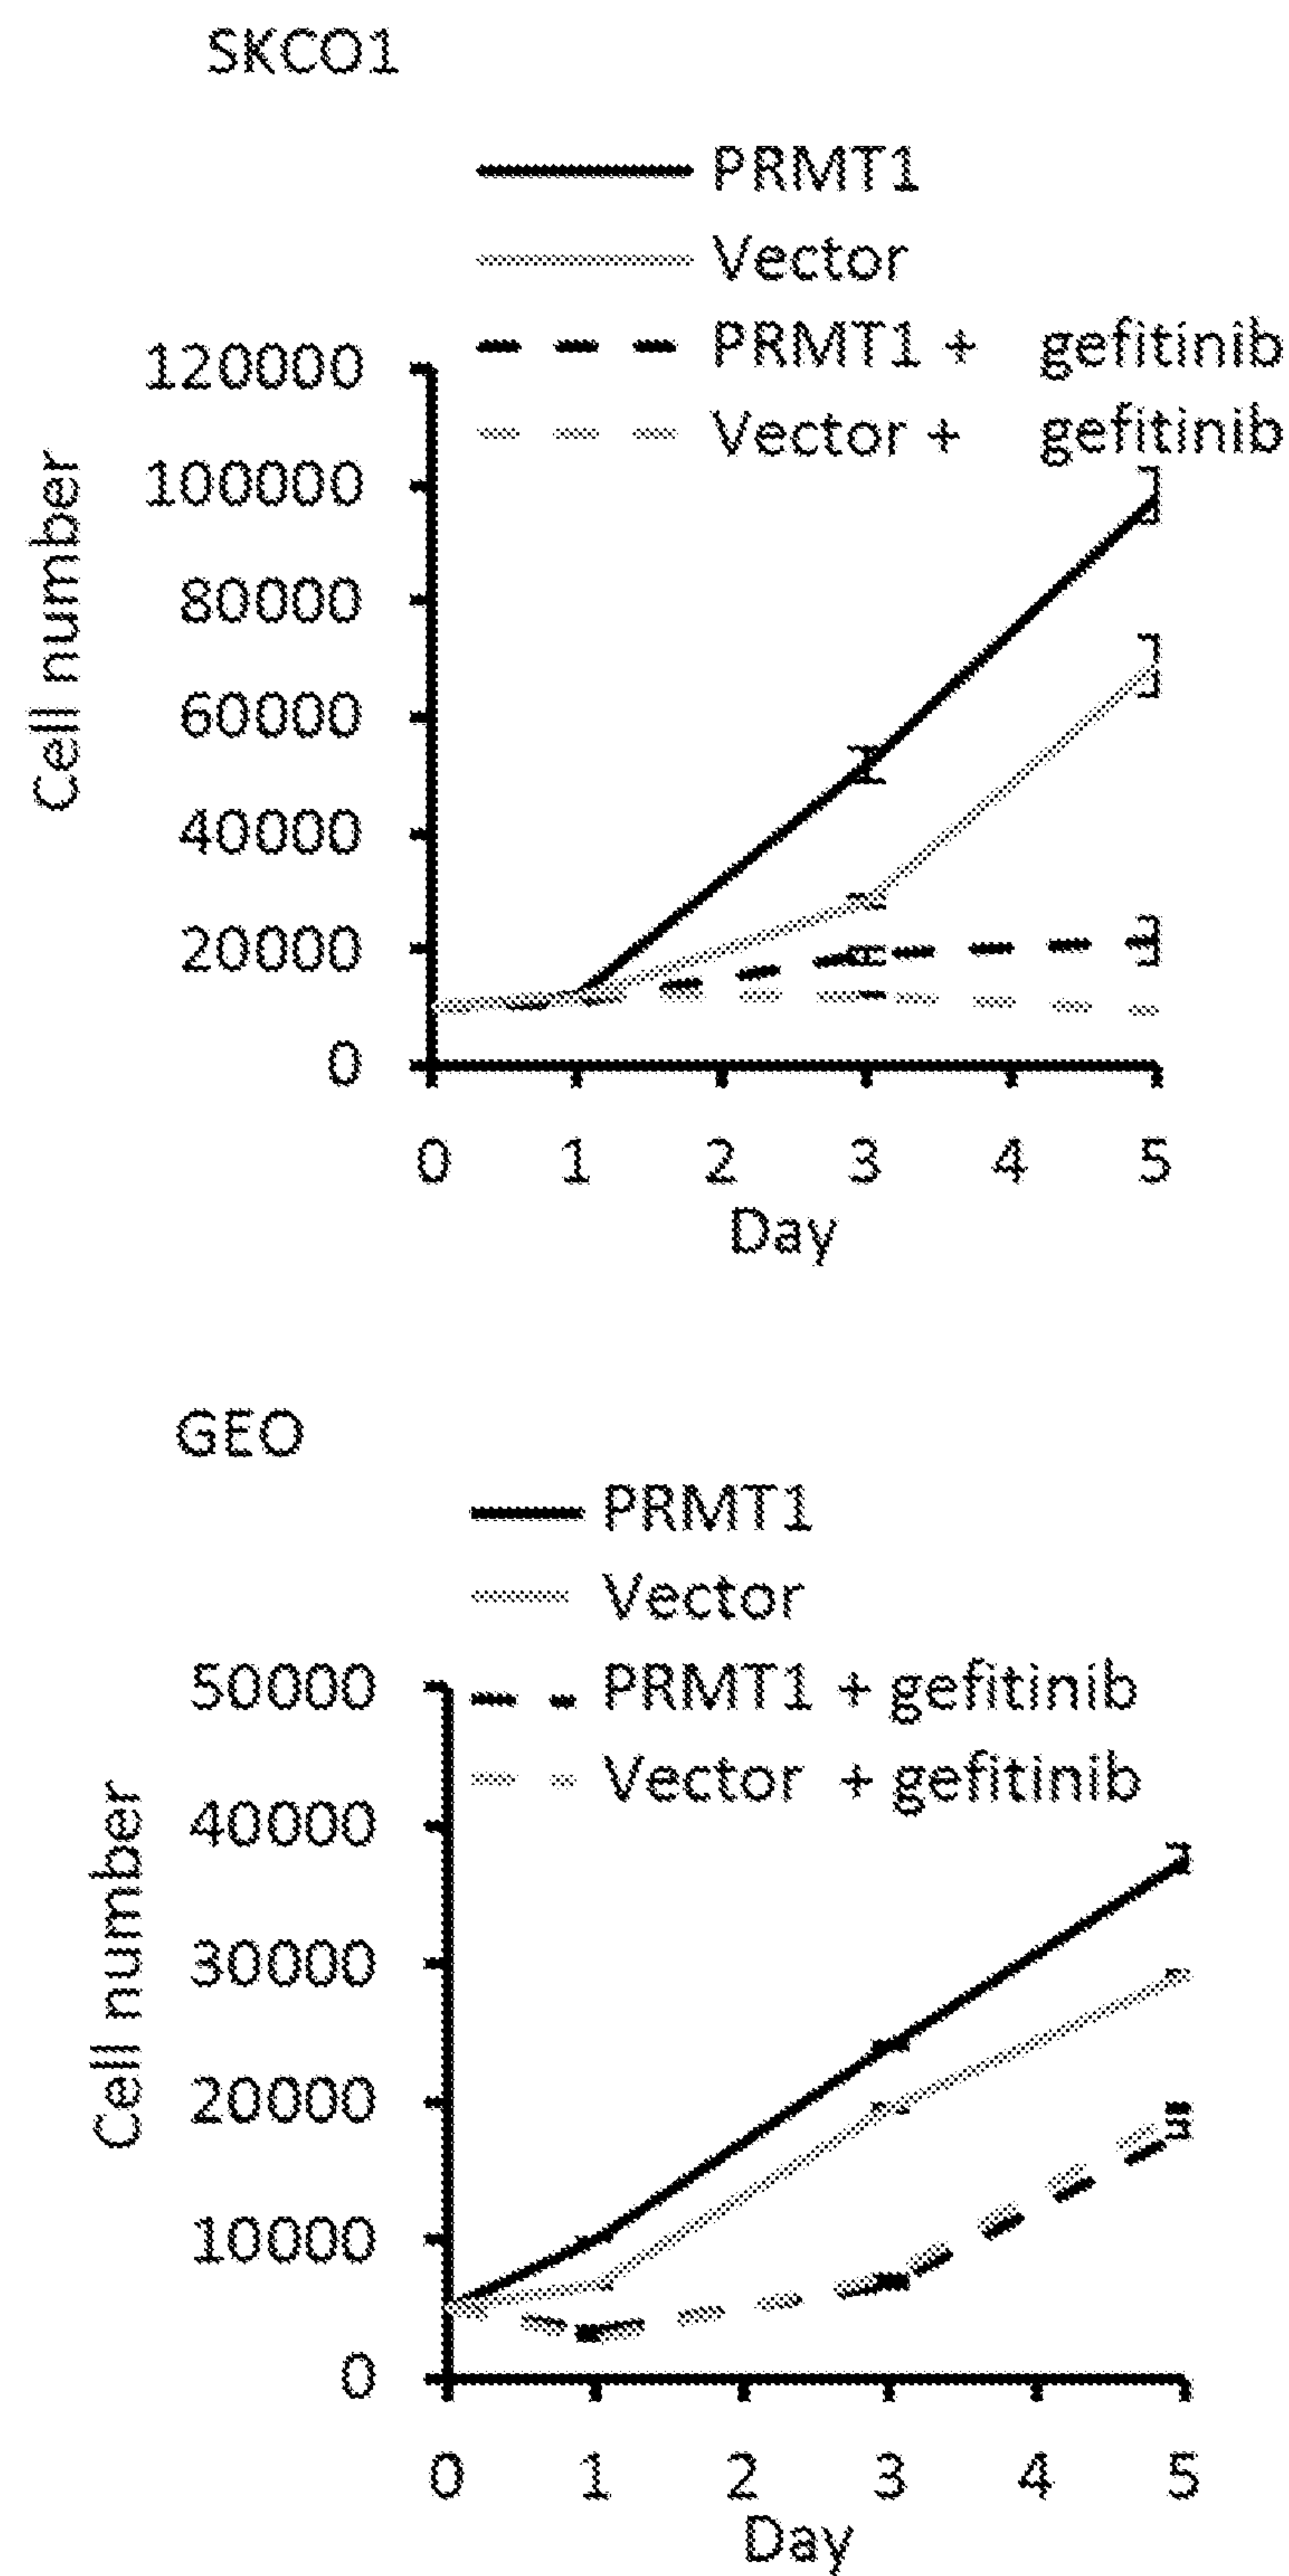 SKCO1
PRMT1
Vector
PRMT1 + gefitinib
Vector + gefitinib
120000
100000
80000
60000
40000
20000
0
Cell number
0 1 2 3 4 5
Day
GEO
PRMT1
Vector
PRMT1 + gefitinib
Vector + gefitinib
50000
40000
30000
20000
10000
0
Cell number
0 1 2 3 4 5
Day